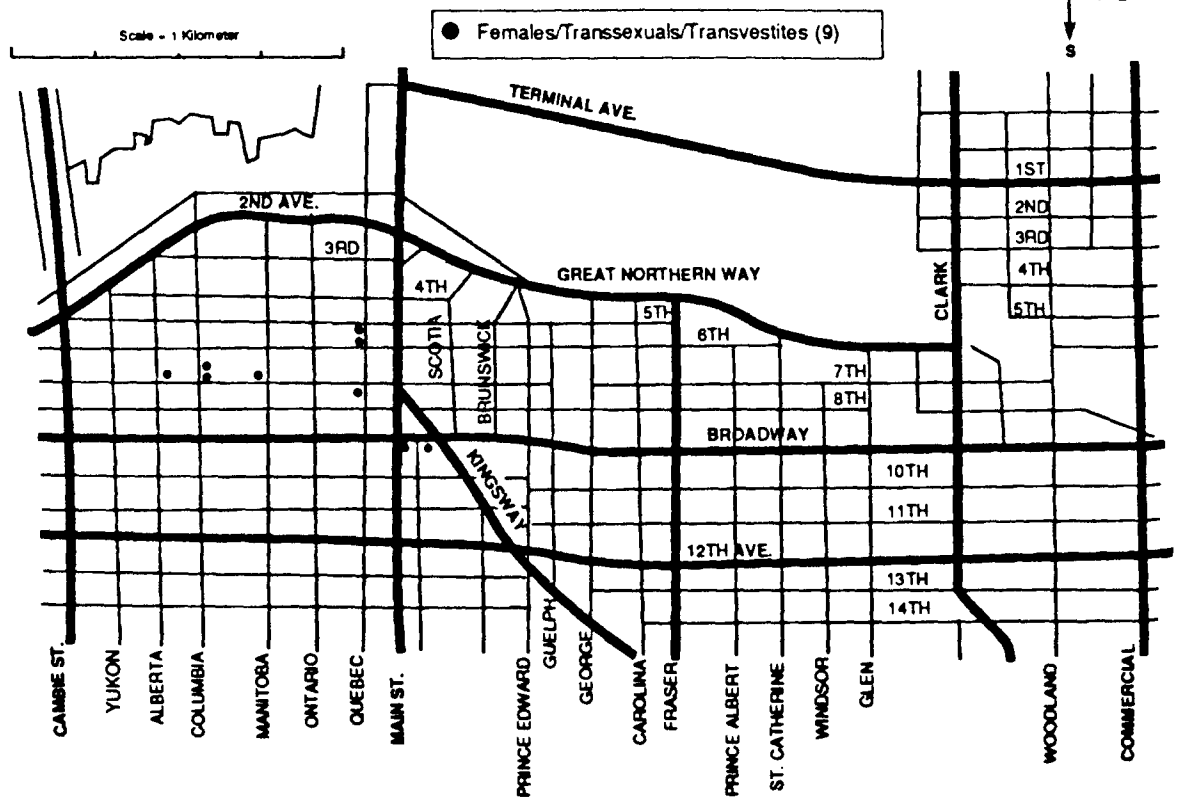 Scale = 1 Kilometer
Females/Transsexuals/Transvestites (9)
S
TERMINAL AVE.
1ST
2ND AVE.
2ND
3RD
3RD
GREAT NORTHERN WAY
4TH
4TH
CLARK
5TH
5TH
SCOTIA
BRUNSWICK
6TH
7TH
8TH
BROADWAY
KINGSWAY
10TH
11TH
12TH AVE.
13TH
14TH
CAMBIE ST.
YUKON
ALBERTA
COLUMBIA
MANITOBA
ONTARIO
QUEBEC
MAIN ST.
PRINCE EDWARD
GUELPH
GEORGE
CAROLINA
FRASER
PRINCE ALBERT
ST. CATHERINE
WINDSOR
GLEN
WOODLAND
COMMERCIAL